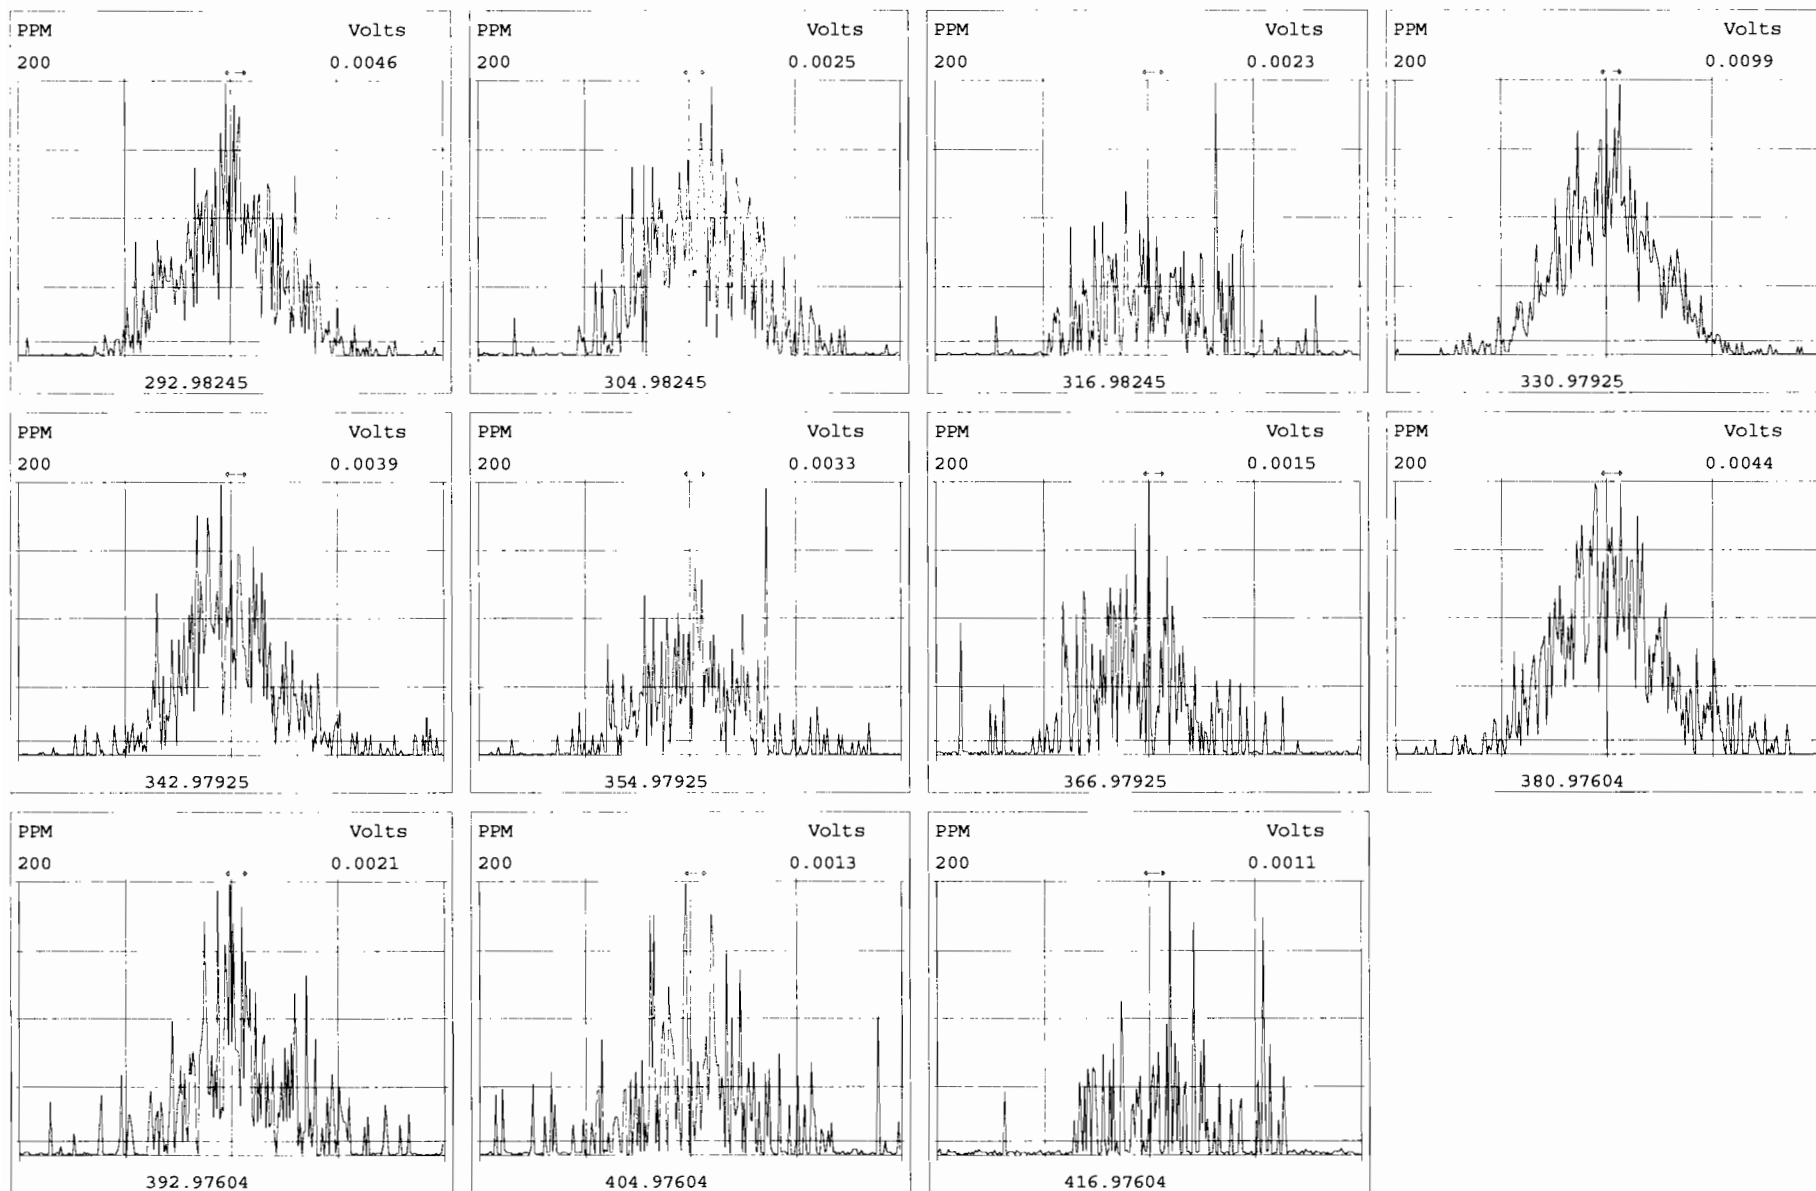 PPM Volts
200 0.0046
292.98245
PPM Volts
200 0.0025
304.98245
PPM Volts
200 0.0023
316.98245
PPM Volts
200 0.0099
330.97925
PPM Volts
200 0.0039
342.97925
PPM Volts
200 0.0033
354.97925
PPM Volts
200 0.0015
366.97925
PPM Volts
200 0.0044
380.97604
PPM Volts
200 0.0021
392.97604
PPM Volts
200 0.0013
404.97604
PPM Volts
200 0.0011
416.97604